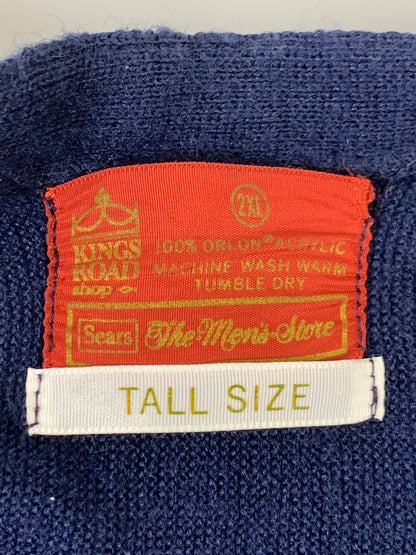 2XL
KINGS
ROAD
shop
100% ORLON® ACRYLIC
MACHINE WASH WARM
TUMBLE DRY
Sears The Men's Store
TALL SIZE